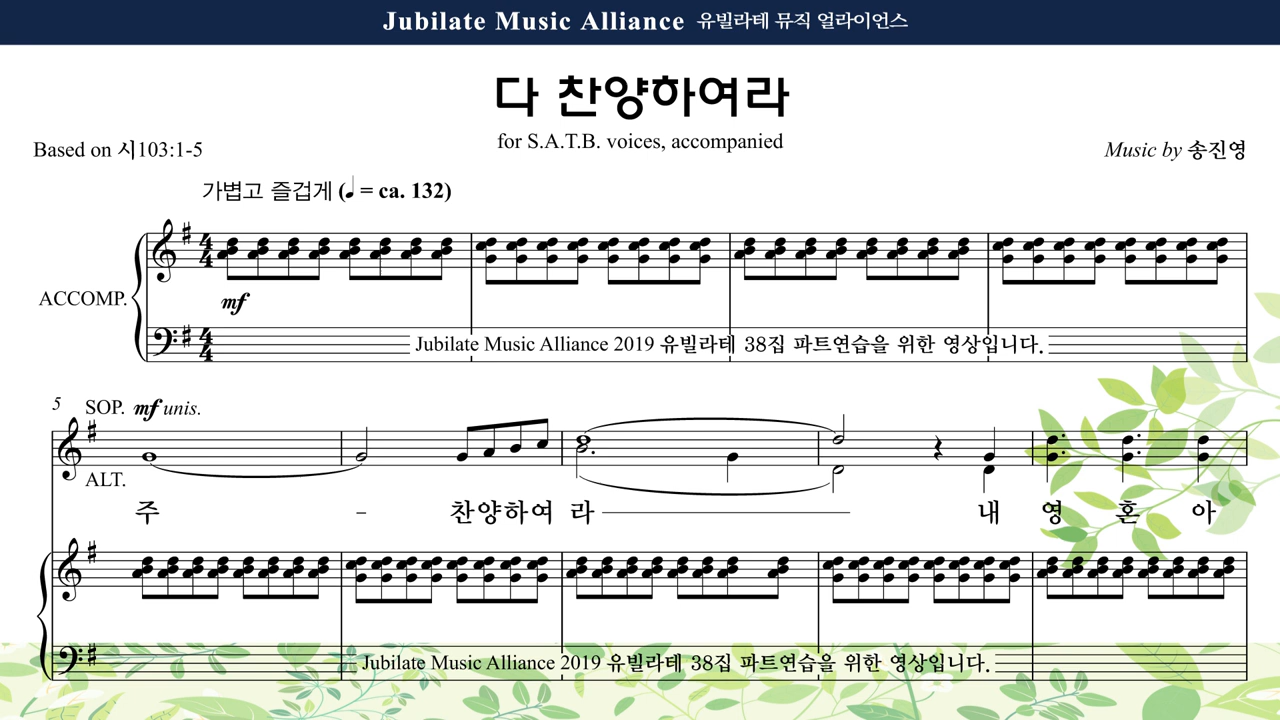 Jubilate Music Alliance 유빌라테 뮤직 얼라이언스
다 찬양하여라
for S.A.T.B. voices, accompanied
Based on 시103:1-5
Music by 송진영
가볍고 즐겁게 (♩ = ca. 132)
4 4
ACCOMP.
mf
4 4
Jubilate Music Alliance 2019 유빌라테 38집 파트연습을 위한 영상입니다.
5
SOP. mf unis.
ALT.
주 - 찬양하여 라 내 영 혼 아
Jubilate Music Alliance 2019 유빌라테 38집 파트연습을 위한 영상입니다.